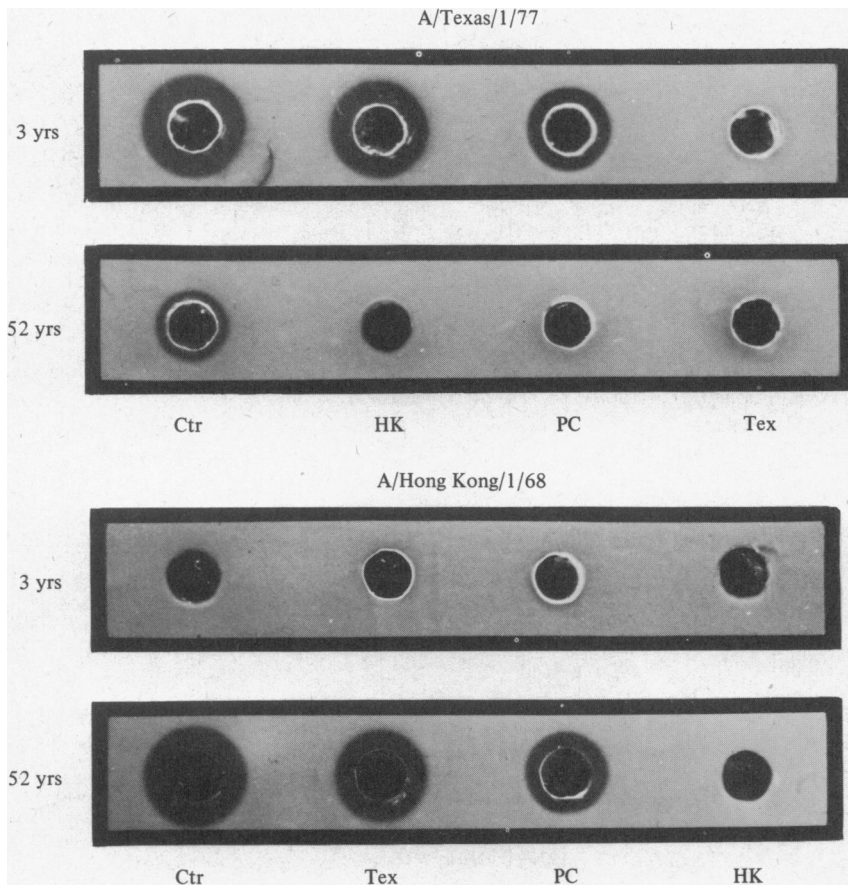 A/Texas/1/77
3 yrs
52 yrs
Ctr HK PC Tex
A/Hong Kong/1/68
3 yrs
52 yrs
Ctr Tex PC HK